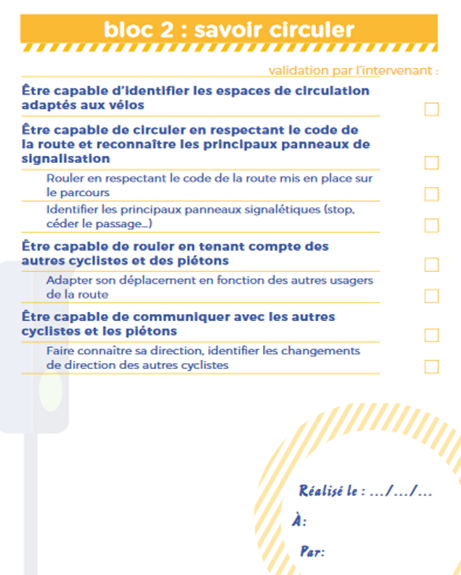 bloc 2 : savoir circuler
validation par l'intervenant :
Être capable d'identifier les espaces de circulation
adaptés aux vélos
Être capable de circuler en respectant le code de
la route et reconnaître les principaux panneaux de
signalisation
Rouler en respectant le code de la route mis en place sur
le parcours
Identifier les principaux panneaux signalétiques (stop,
céder le passage...)
Être capable de rouler en tenant compte des
autres cyclistes et des piétons
Adapter son déplacement en fonction des autres usagers
de la route
Être capable de communiquer avec les autres
cyclistes et les piétons
Faire connaître sa direction, identifier les changements
de direction des autres cyclistes
Réalisé le : .../.../...
À :
Par: